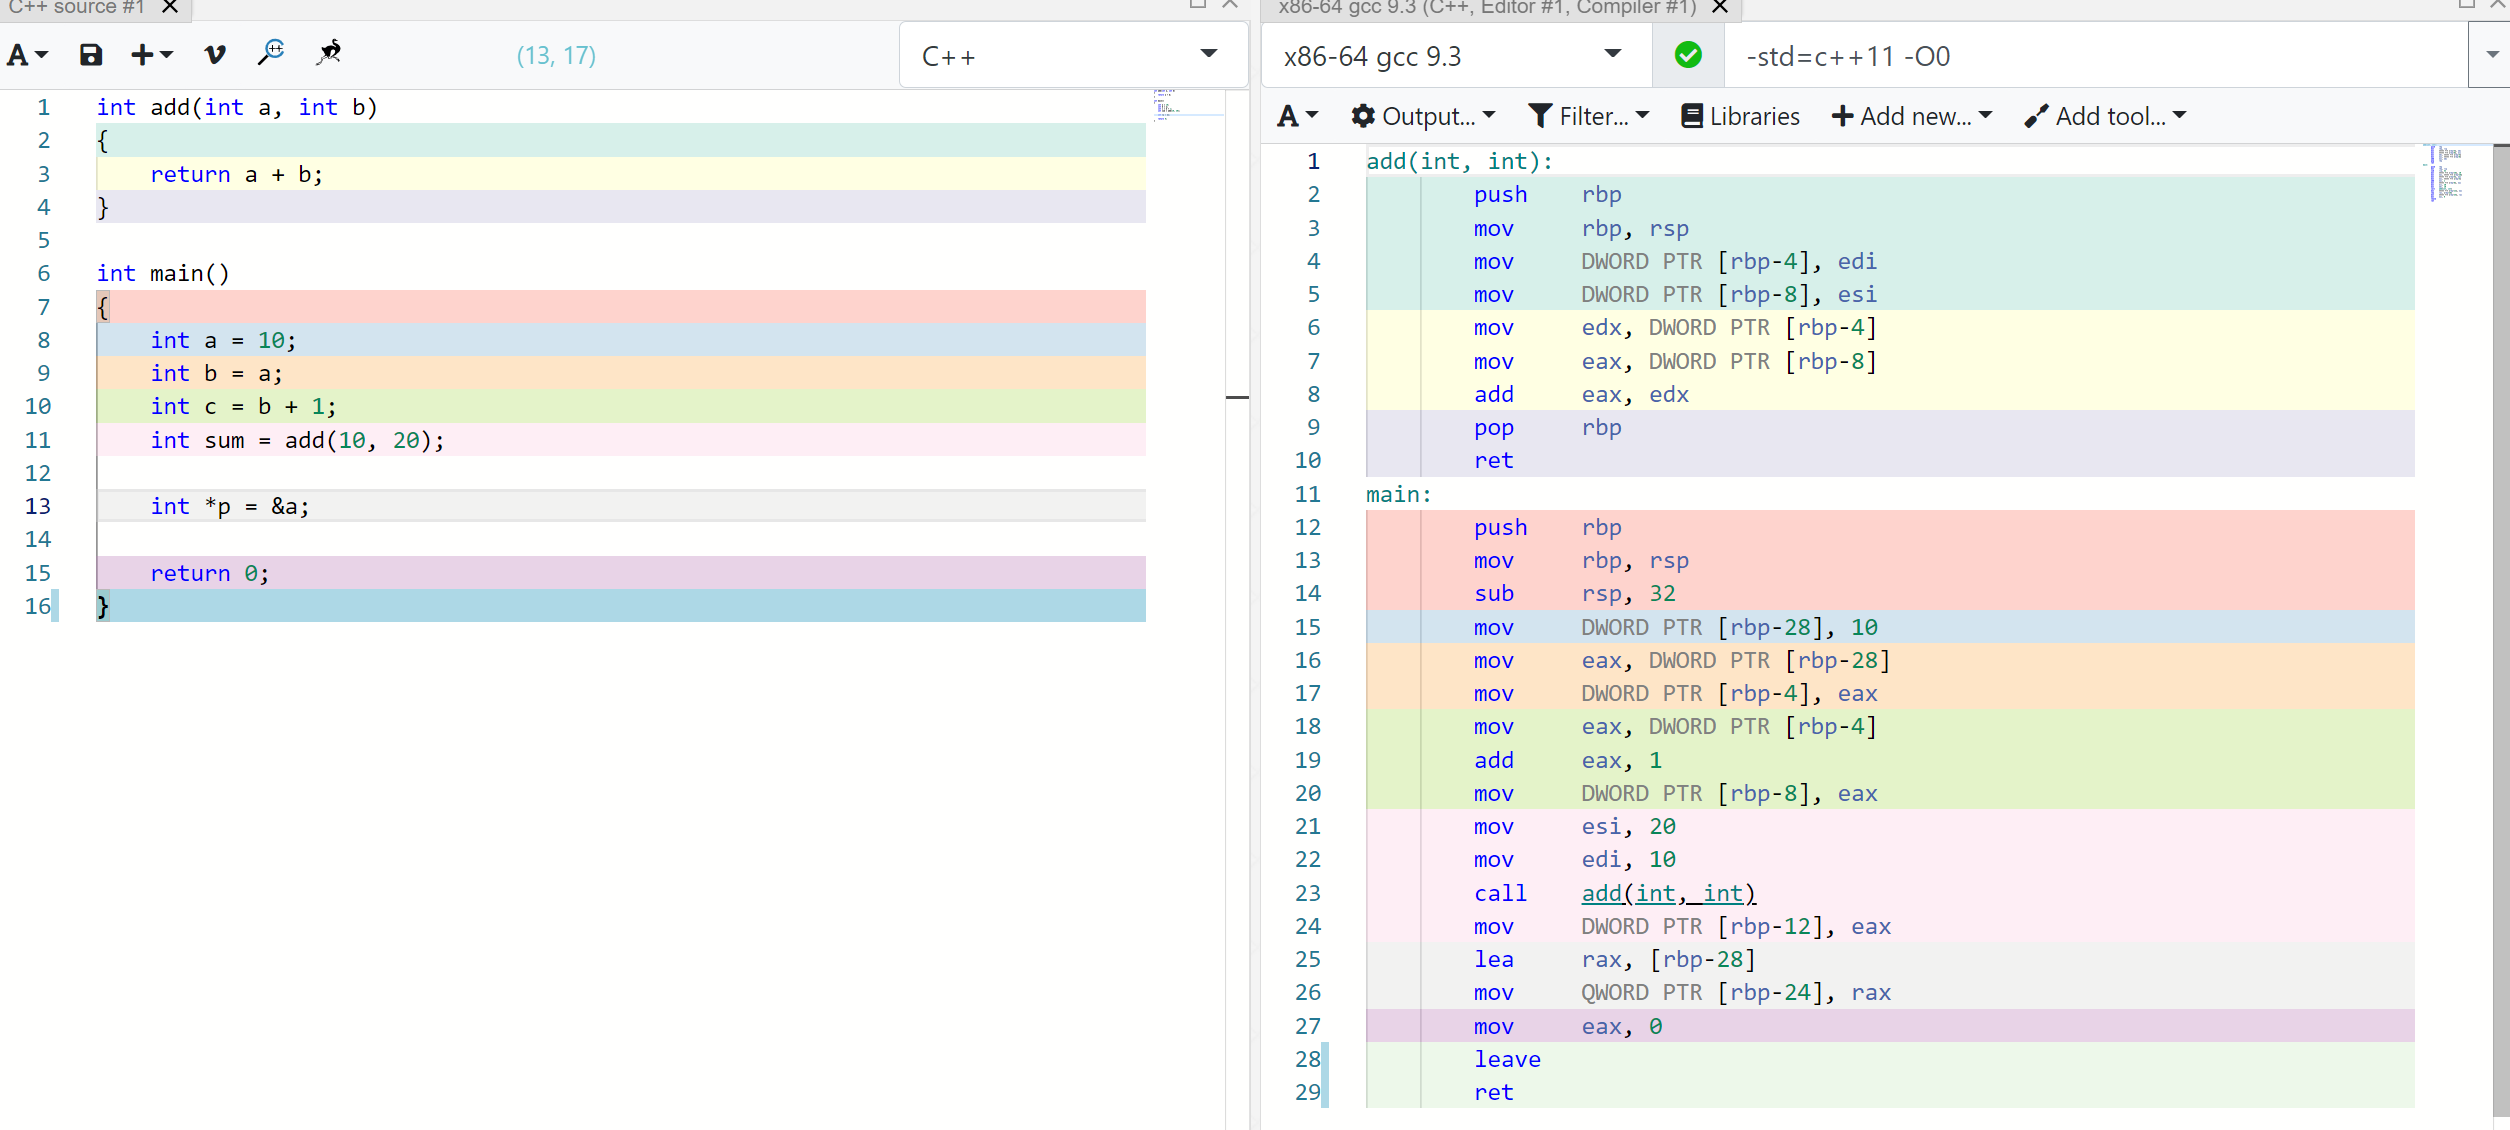 C++ source #1
(13, 17)
C++
1 int add(int a, int b)
2 {
3 return a + b;
4 }
5
6 int main()
7 {
8 int a = 10;
9 int b = a;
10 int c = b + 1;
11 int sum = add(10, 20);
12
13 int *p = &a;
14
15 return 0;
16 }
x86-64 gcc 9.3 (C++, Editor #1, Compiler #1)
x86-64 gcc 9.3
-std=c++11 -O0
A Output... Filter... Libraries Add new... Add tool...
1 add(int, int):
2 push rbp
3 mov rbp, rsp
4 mov DWORD PTR [rbp-4], edi
5 mov DWORD PTR [rbp-8], esi
6 mov edx, DWORD PTR [rbp-4]
7 mov eax, DWORD PTR [rbp-8]
8 add eax, edx
9 pop rbp
10 ret
11 main:
12 push rbp
13 mov rbp, rsp
14 sub rsp, 32
15 mov DWORD PTR [rbp-28], 10
16 mov eax, DWORD PTR [rbp-28]
17 mov DWORD PTR [rbp-4], eax
18 mov eax, DWORD PTR [rbp-4]
19 add eax, 1
20 mov DWORD PTR [rbp-8], eax
21 mov esi, 20
22 mov edi, 10
23 call add(int, int)
24 mov DWORD PTR [rbp-12], eax
25 lea rax, [rbp-28]
26 mov QWORD PTR [rbp-24], rax
27 mov eax, 0
28 leave
29 ret